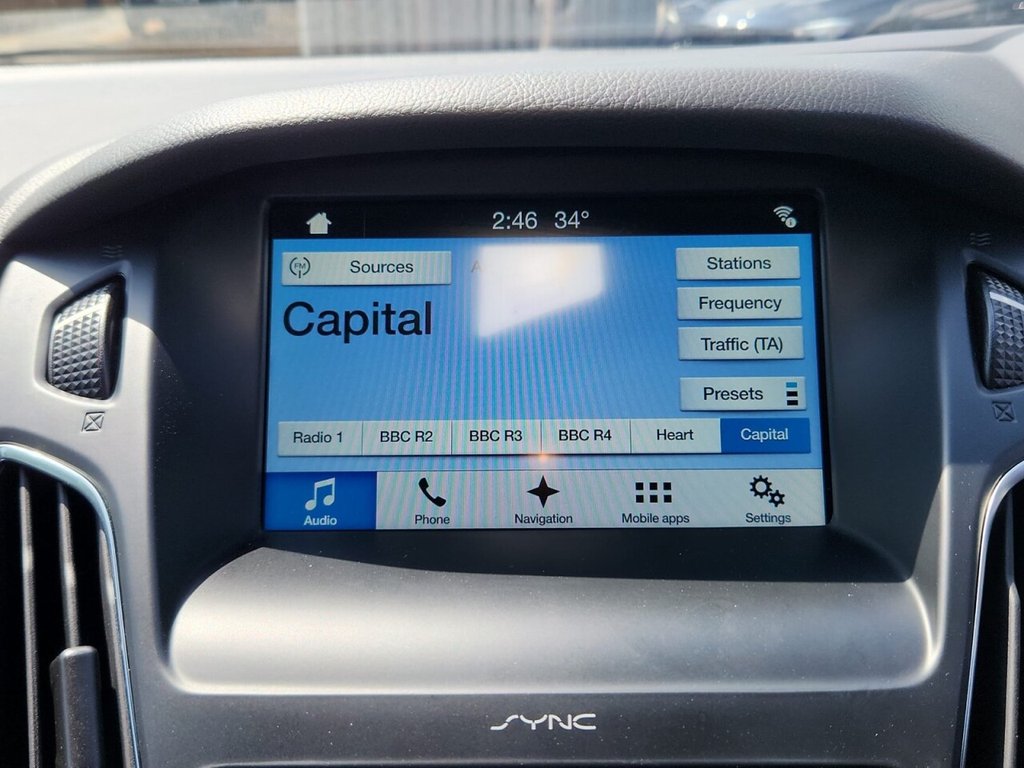 2:46 34°
FM
Sources
Stations
Capital
Frequency
Traffic (TA)
Presets
Radio 1 BBC R2 BBC R3 BBC R4 Heart Capital
Audio Phone Navigation Mobile apps Settings
SYNC